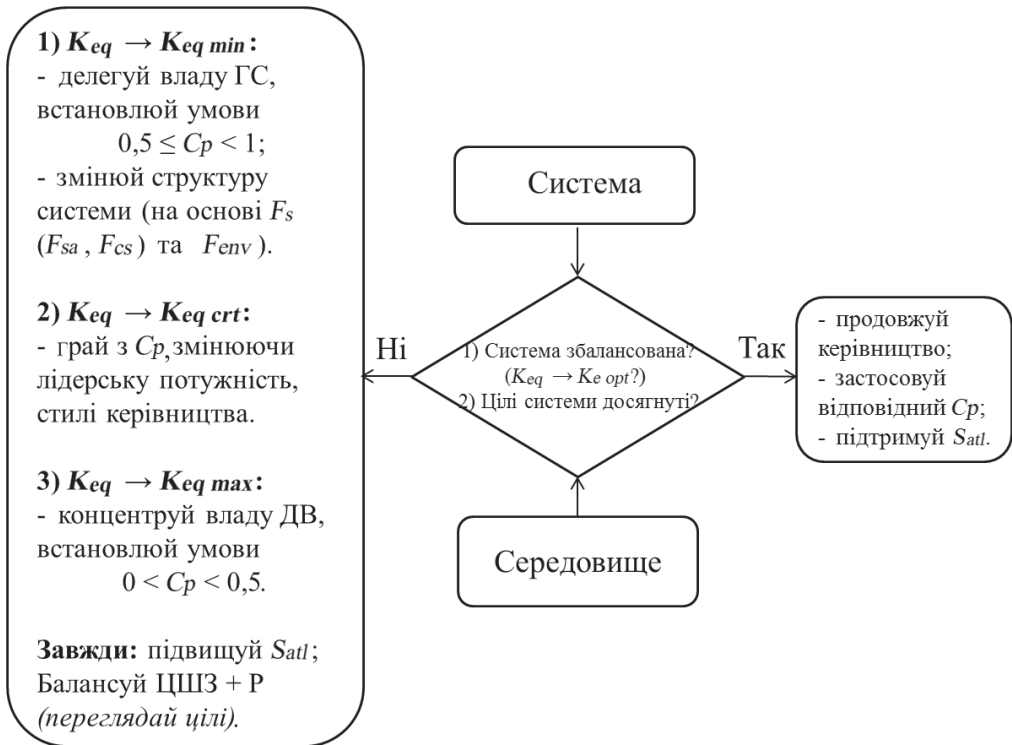 1) Keq → Keq min:
- делегуй владу ГС,
встановлюй умови
0,5 ≤ Cp < 1;
- змінюй структуру
системи (на основі Fs
(Fsa , Fcs ) та Fenv ).
2) Keq → Keq crt:
- грай з Cp,змінюючи
лідерську потужність,
стилі керівництва.
3) Keq → Keq max:
- концентруй владу ДВ,
встановлюй умови
0 < Cp < 0,5.
Завжди: підвищуй Satl;
Балансуй ЦШЗ + Р
(переглядай цілі).
Система
Ні
1) Система збалансована?
(Keq → Ke opt?)
2) Цілі системи досягнуті?
Так
Середовище
- продовжуй
керівництво;
- застосовуй
відповідний Cp;
- підтримуй Satl.